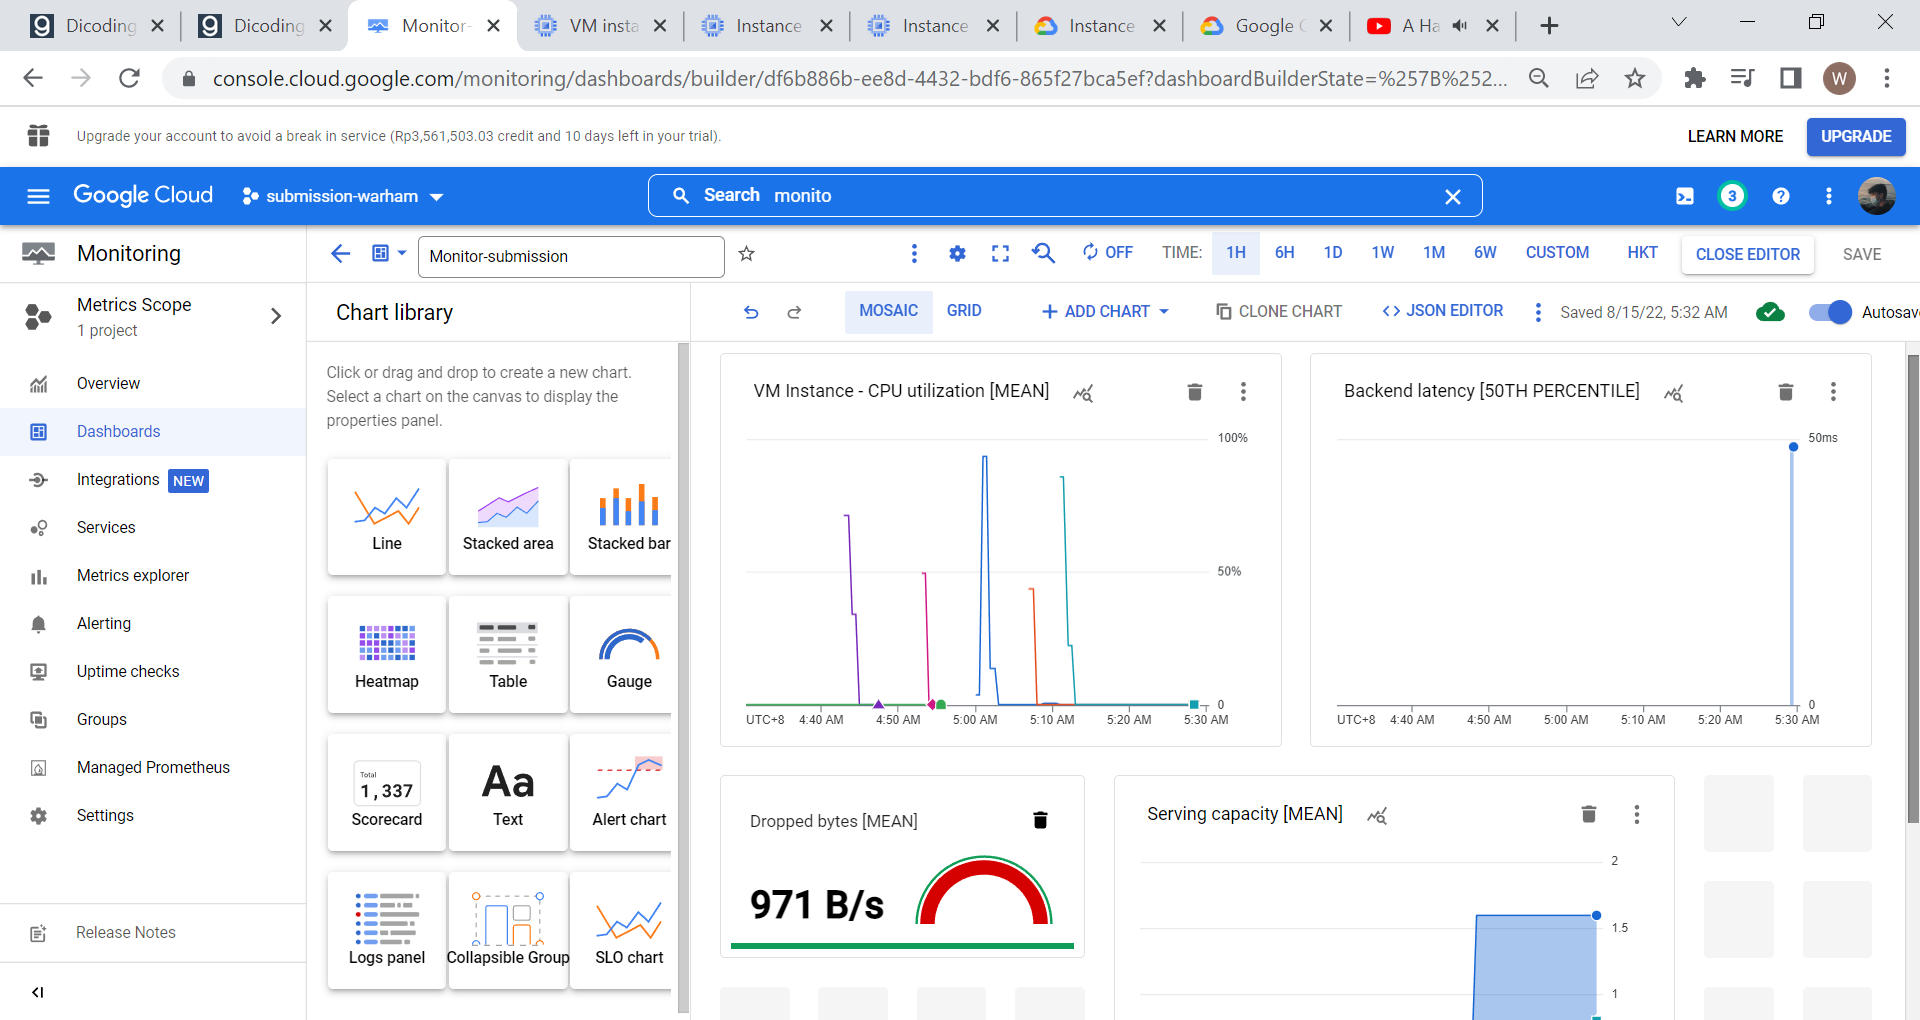 Dicoding
Dicoding
Monitor-
VM insta
Instance
Instance
Instance
Google C
A Ha
console.cloud.google.com/monitoring/dashboards/builder/df6b886b-ee8d-4432-bdf6-865f27bca5ef?dashboardBuilderState=%257B%252...
W
Upgrade your account to avoid a break in service (Rp3,561,503.03 credit and 10 days left in your trial).
LEARN MORE
UPGRADE
Google Cloud
submission-warham
Search monito
3
Monitoring
Monitor-submission
OFF
TIME:
1H
6H
1D
1W
1M
6W
CUSTOM
HKT
CLOSE EDITOR
SAVE
Metrics Scope
1 project
Overview
Dashboards
Integrations NEW
Services
Metrics explorer
Alerting
Uptime checks
Groups
Managed Prometheus
Settings
Release Notes
Chart library
Click or drag and drop to create a new chart.
Select a chart on the canvas to display the
properties panel.
Line
Stacked area
Stacked bar
Heatmap
Table
Gauge
Total
1,337
Scorecard
Aa
Text
Alert chart
Logs panel
Collapsible Group
SLO chart
MOSAIC
GRID
ADD CHART
CLONE CHART
JSON EDITOR
Saved 8/15/22, 5:32 AM
Autosav
VM Instance - CPU utilization [MEAN]
100%
50%
0
UTC+8
4:40 AM
4:50 AM
5:00 AM
5:10 AM
5:20 AM
5:30 AM
Backend latency [50TH PERCENTILE]
50ms
0
UTC+8
4:40 AM
4:50 AM
5:00 AM
5:10 AM
5:20 AM
5:30 AM
Dropped bytes [MEAN]
971 B/s
Serving capacity [MEAN]
2
1.5
1